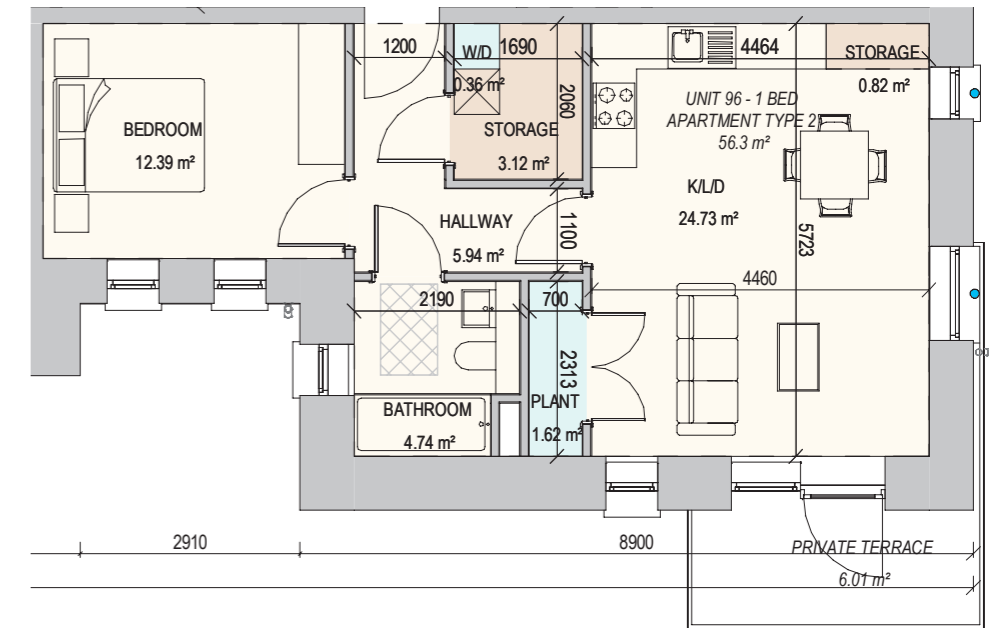 1200
W/D
1690
4464
STORAGE
0.36 m²
0.82 m²
2060
UNIT 96 - 1 BED
APARTMENT TYPE 2
56.3 m²
BEDROOM
12.39 m²
STORAGE
3.12 m²
K/L/D
24.73 m²
HALLWAY
5.94 m²
1100
5723
4460
2190
700
2313
BATHROOM
4.74 m²
PLANT
1.62 m²
2910
8900
PRIVATE TERRACE
6.01 m²